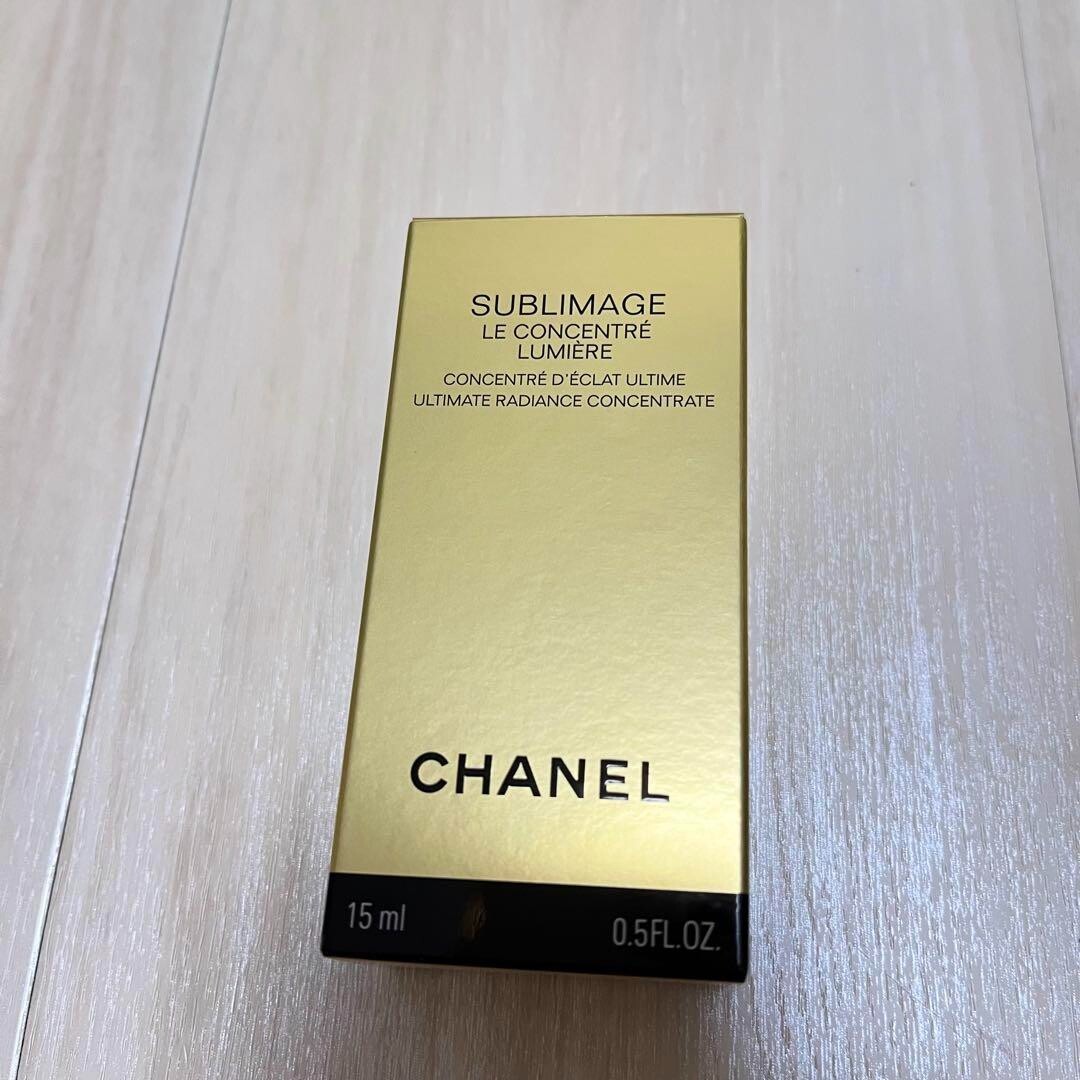 SUBLIMAGE
LE CONCENTRÉ
LUMIÈRE
CONCENTRÉ D'ÉCLAT ULTIME
ULTIMATE RADIANCE CONCENTRATE
CHANEL
15 ml 0.5FL.OZ.